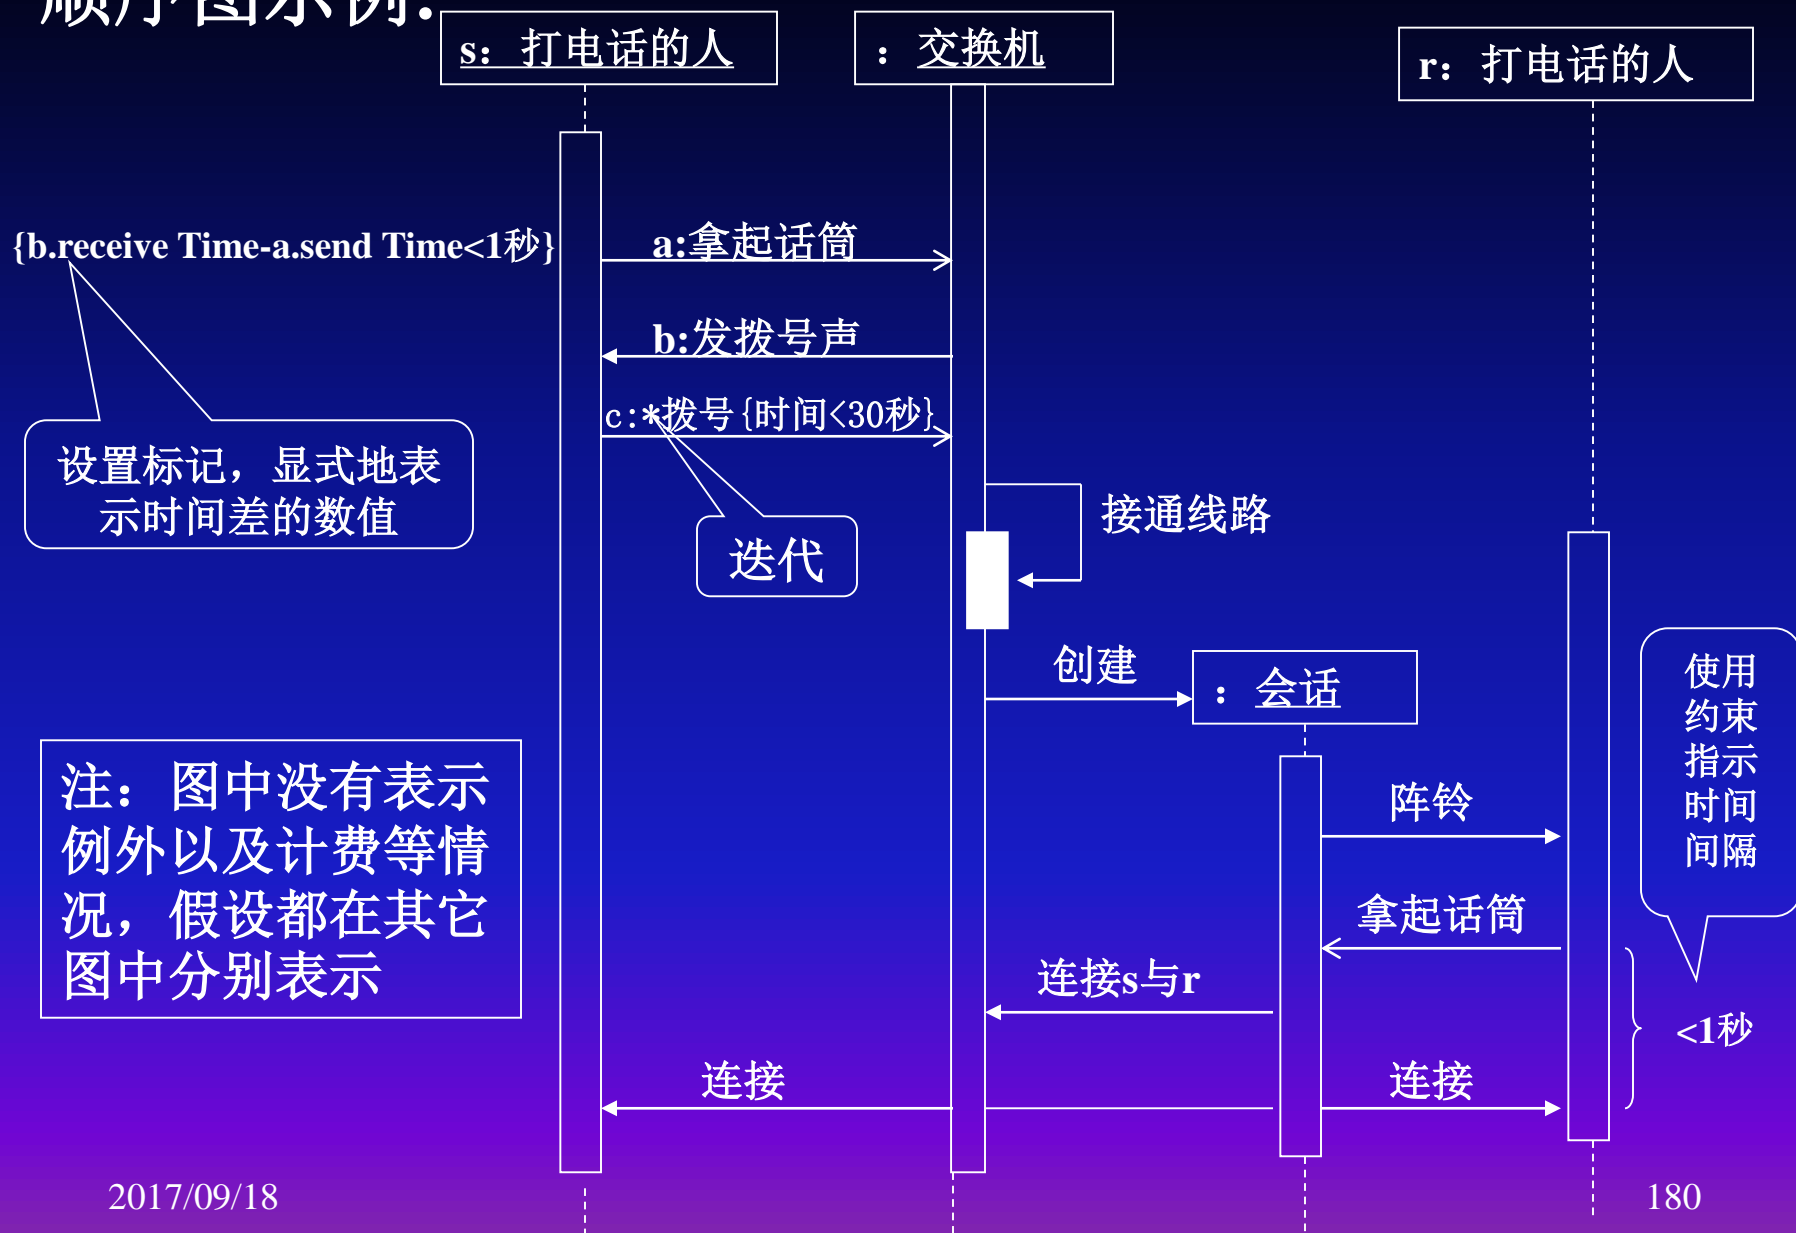 顺序图示例:
s：打电话的人
：交换机
r：打电话的人
{b.receive Time-a.send Time<1秒}
a:拿起话筒
b:发拨号声
c:*拨号{时间<30秒}
设置标记，显式地表
示时间差的数值
迭代
接通线路
创建
：会话
使用
约束
指示
时间
间隔
注：图中没有表示
例外以及计费等情
况，假设都在其它
图中分别表示
阵铃
拿起话筒
连接s与r
<1秒
连接
连接
2017/09/18
180